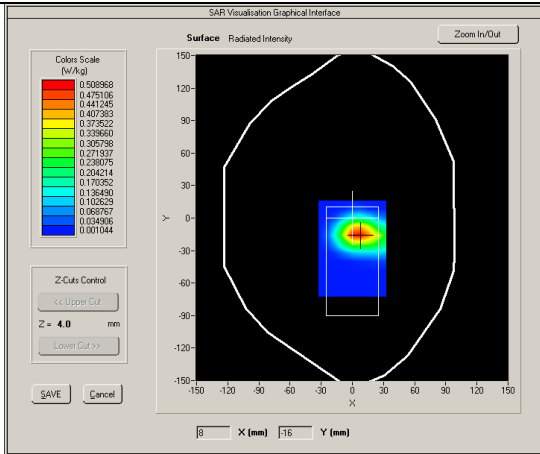 SAR Visualisation Graphical Interface
Surface Radiated Intensity
Zoom In/Out
Colors Scale
(W/kg)
0.508968
0.475106
0.441245
0.407383
0.373522
0.339660
0.305798
0.271937
0.238075
0.204214
0.170352
0.136490
0.102629
0.068767
0.034906
0.001044
Z-Cuts Control
<< Upper Cut
Z = 4.0 mm
Lower Cut >>
SAVE Cancel
150
120
90
60
30
0
-30
-60
-90
-120
-150
Y
-150 -120 -90 -60 -30 0 30 60 90 120 150
X
8 X (mm) -16 Y (mm)